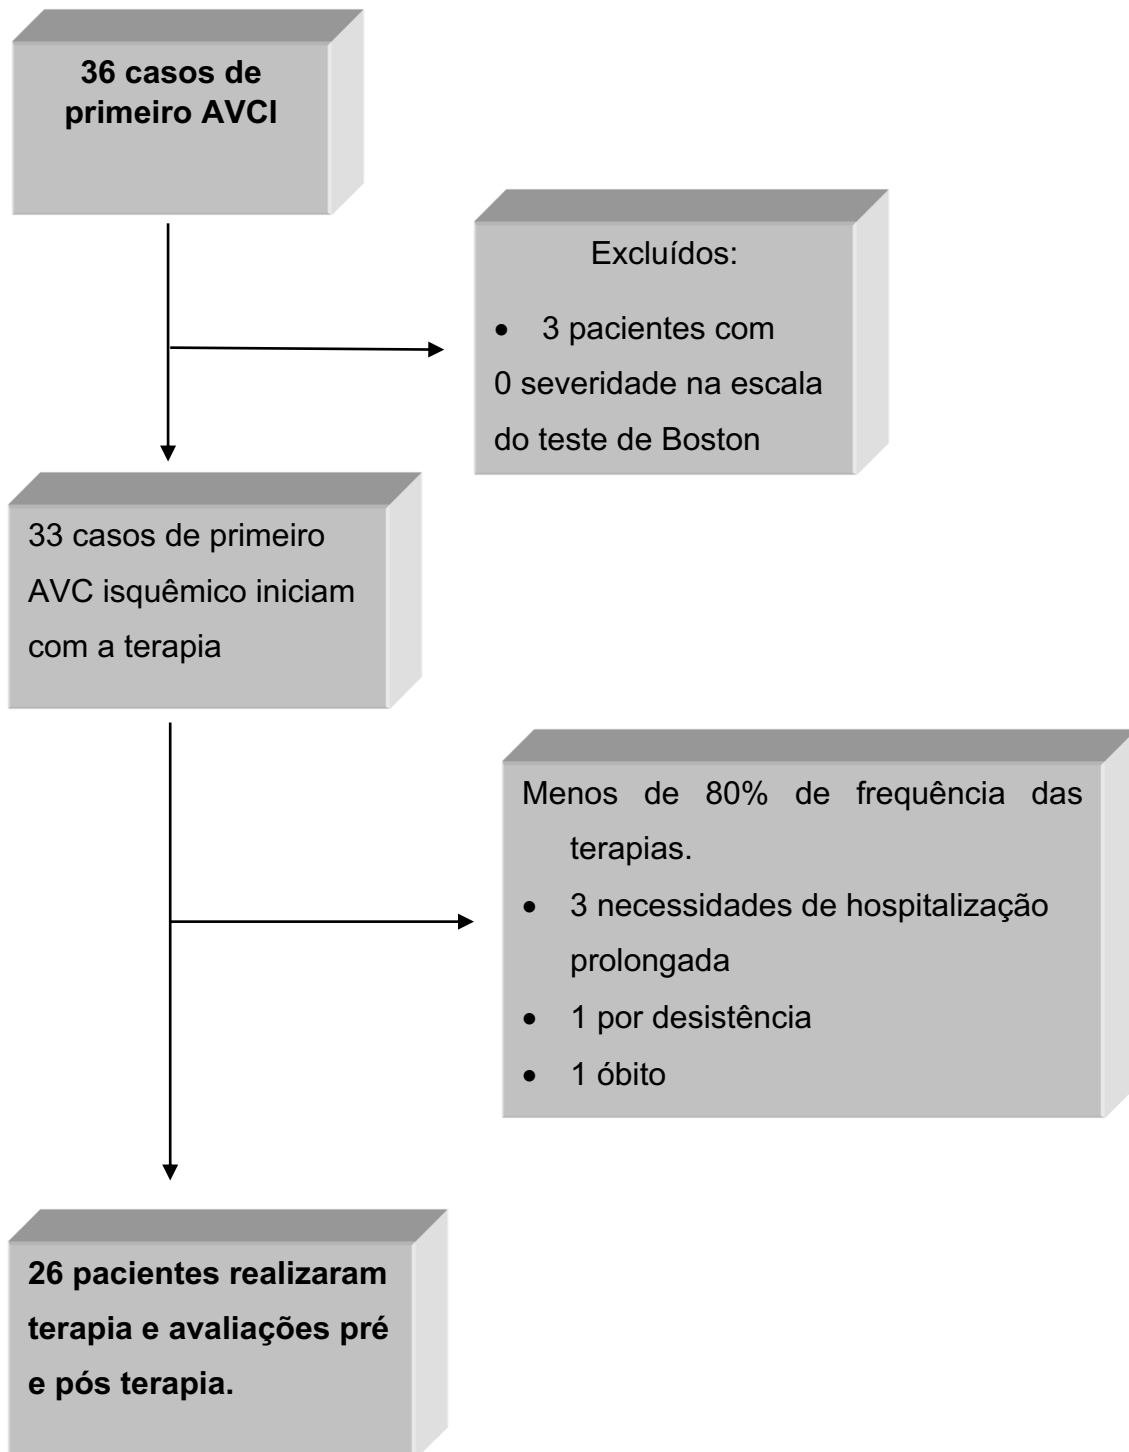 36 casos de
primeiro AVCI
Excluídos:
• 3 pacientes com
0 severidade na escala
do teste de Boston
33 casos de primeiro
AVC isquêmico iniciam
com a terapia
Menos de 80% de frequência das
terapias.
• 3 necessidades de hospitalização
prolongada
• 1 por desistência
• 1 óbito
26 pacientes realizaram
terapia e avaliações pré
e pós terapia.